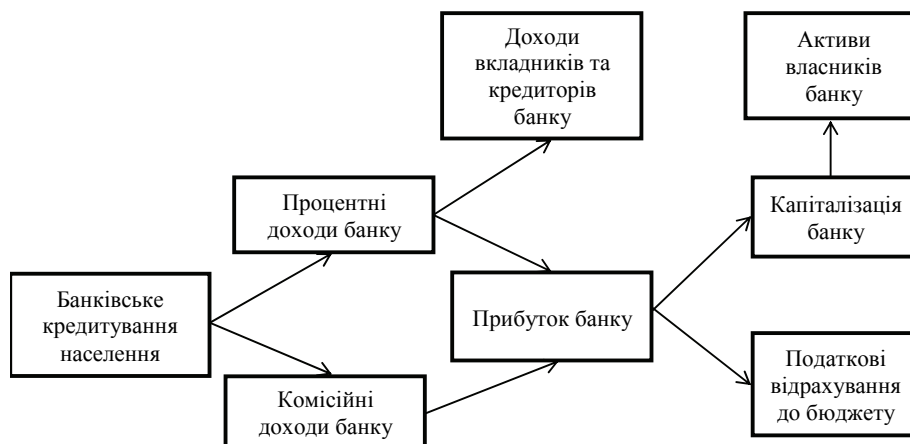 Доходи
вкладників та
кредиторів
банку
Активи
власників
банку
Процентні
доходи банку
Капіталізація
банку
Банківське
кредитування
населення
Прибуток банку
Комісійні
доходи банку
Податкові
відрахування
до бюджету